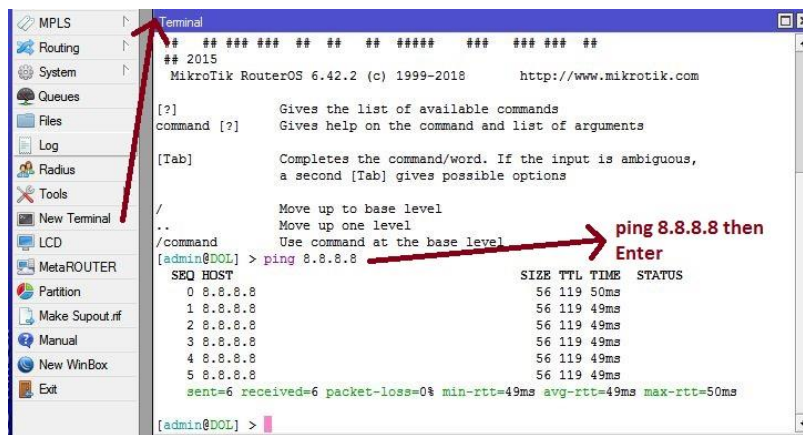 MPLS
Routing
System
Queues
Files
Log
Radius
Tools
New Terminal
LCD
MetaROUTER
Partition
Make Supout.rif
Manual
New WinBox
Exit
Terminal
## ## ### ### ## ## ## ##### ### ### ### ##
## 2015
MikroTik RouterOS 6.42.2 (c) 1999-2018 http://www.mikrotik.com
[?] Gives the list of available commands
command [?] Gives help on the command and list of arguments
[Tab] Completes the command/word. If the input is ambiguous,
a second [Tab] gives possible options
/ Move up to base level
.. Move up one level
/command Use command at the base level
[admin@DOL] > ping 8.8.8.8
SEQ HOST SIZE TTL TIME STATUS
0 8.8.8.8 56 119 50ms
1 8.8.8.8 56 119 49ms
2 8.8.8.8 56 119 49ms
3 8.8.8.8 56 119 49ms
4 8.8.8.8 56 119 49ms
5 8.8.8.8 56 119 49ms
sent=6 received=6 packet-loss=0% min-rtt=49ms avg-rtt=49ms max-rtt=50ms
[admin@DOL] >
ping 8.8.8.8 then
Enter